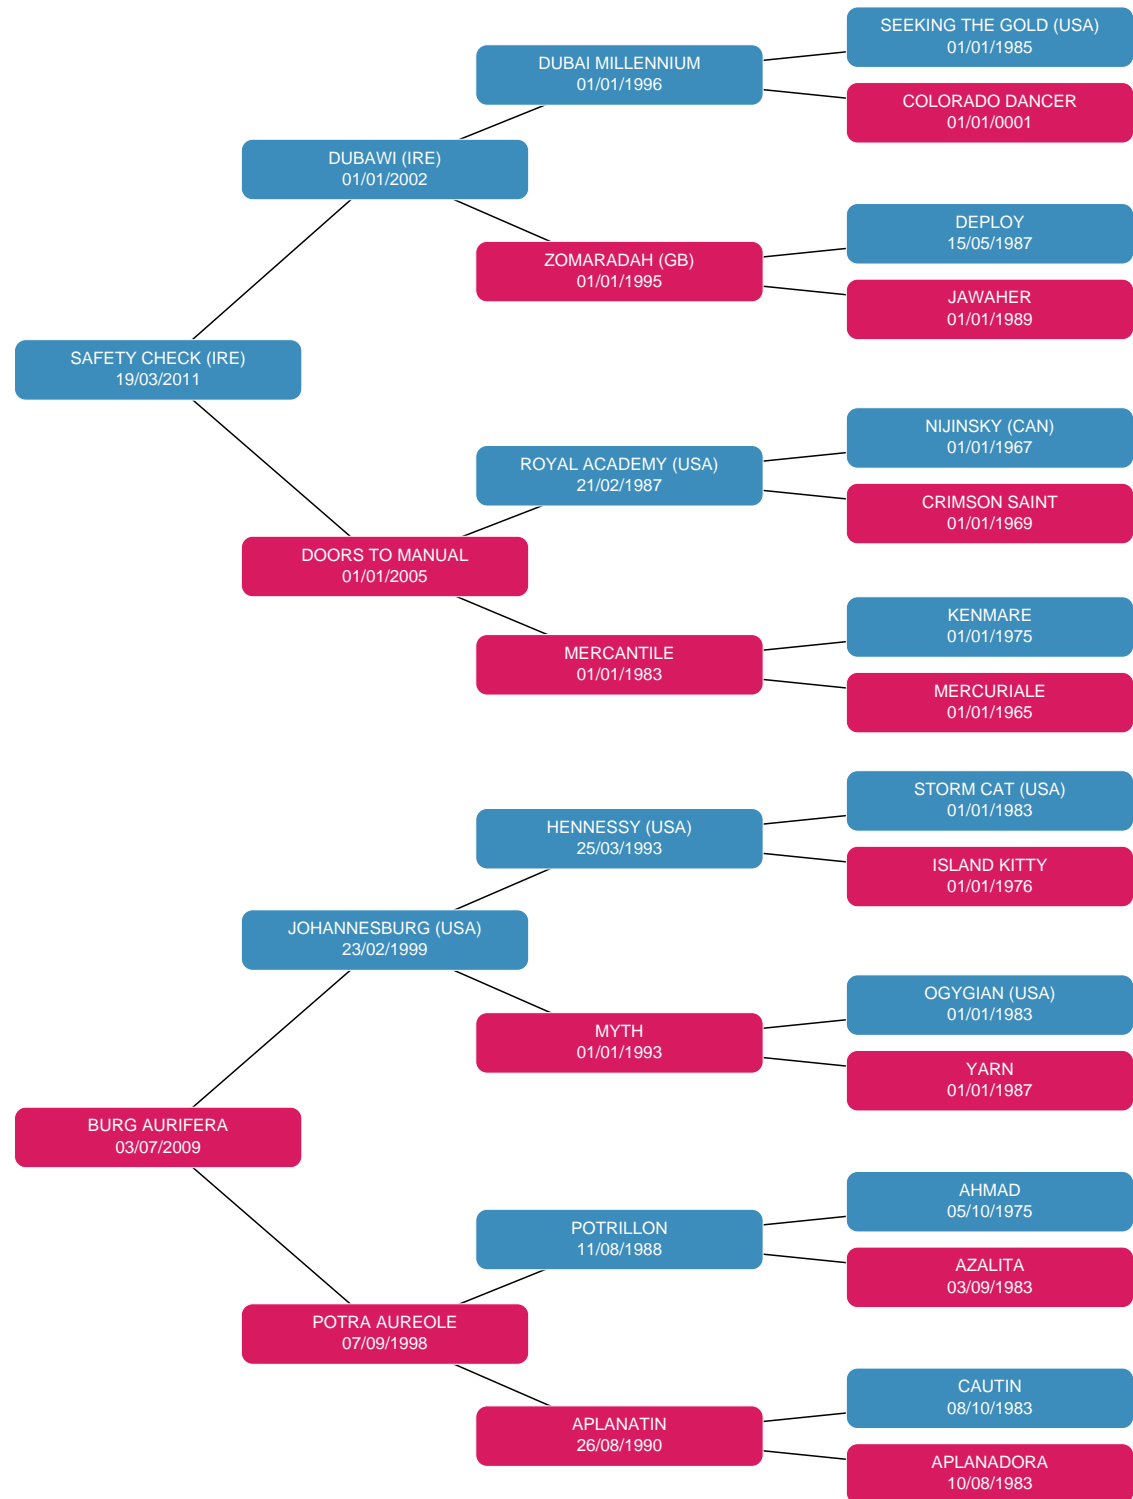 SEEKING THE GOLD (USA)
01/01/1985
DUBAI MILLENNIUM
01/01/1996
COLORADO DANCER
01/01/0001
DUBAWI (IRE)
01/01/2002
DEPLOY
15/05/1987
ZOMARADAH (GB)
01/01/1995
JAWAHER
01/01/1989
SAFETY CHECK (IRE)
19/03/2011
NIJINSKY (CAN)
01/01/1967
ROYAL ACADEMY (USA)
21/02/1987
CRIMSON SAINT
01/01/1969
DOORS TO MANUAL
01/01/2005
KENMARE
01/01/1975
MERCANTILE
01/01/1983
MERCURIALE
01/01/1965
STORM CAT (USA)
01/01/1983
HENNESSY (USA)
25/03/1993
ISLAND KITTY
01/01/1976
JOHANNESBURG (USA)
23/02/1999
OGYGIAN (USA)
01/01/1983
MYTH
01/01/1993
YARN
01/01/1987
BURG AURIFERA
03/07/2009
AHMAD
05/10/1975
POTRILLON
11/08/1988
AZALITA
03/09/1983
POTRA AUREOLE
07/09/1998
CAUTIN
08/10/1983
APLANATIN
26/08/1990
APLANADORA
10/08/1983